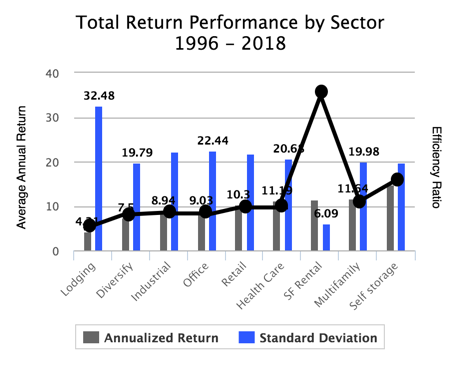 Total Return Performance by Sector
1996 – 2018
Average Annual Return
Efficiency Ratio
40
30
20
10
0
32.48
19.79
22.44
20.65
19.98
7.5
8.94
9.03
10.3
11.19
11.64
6.09
Lodging
Diversify
Industrial
Office
Retail
Health Care
SF Rental
Multifamily
Self storage
Annualized Return
Standard Deviation